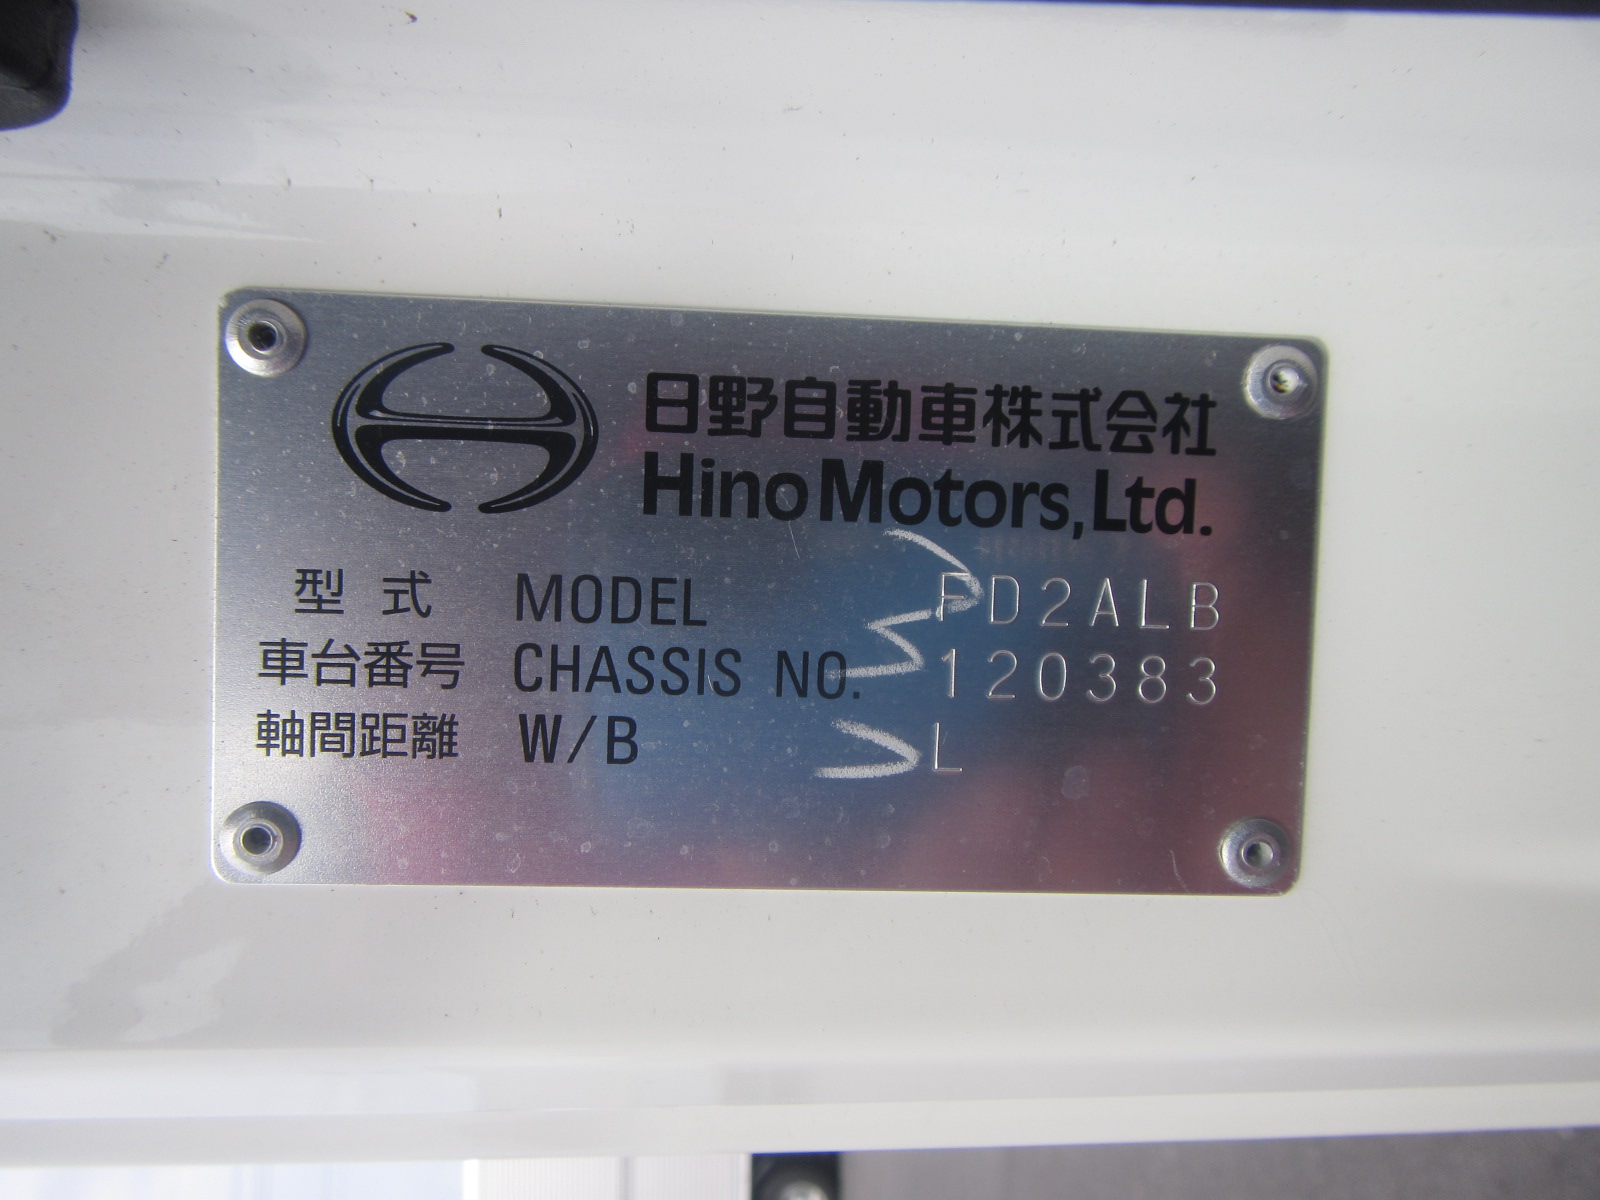 日野自動車株式会社
Hino Motors, Ltd.
型式 MODEL FD2ALB
車台番号 CHASSIS NO. 120383
軸間距離 W/B L